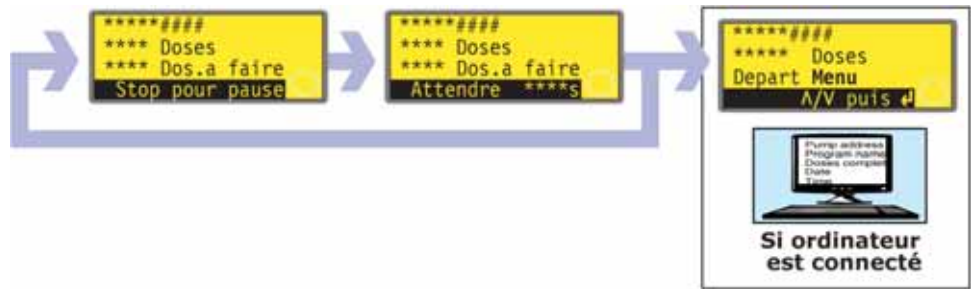 *****####
**** Doses
**** Dos.a faire
Stop pour pause
*****####
**** Doses
**** Dos.a faire
Attendre ****s
*****####
***** Doses
Depart Menu
Λ/V puis ↲
Pump address
Program name
Doses complet
Date
Time
Si ordinateur
est connecté